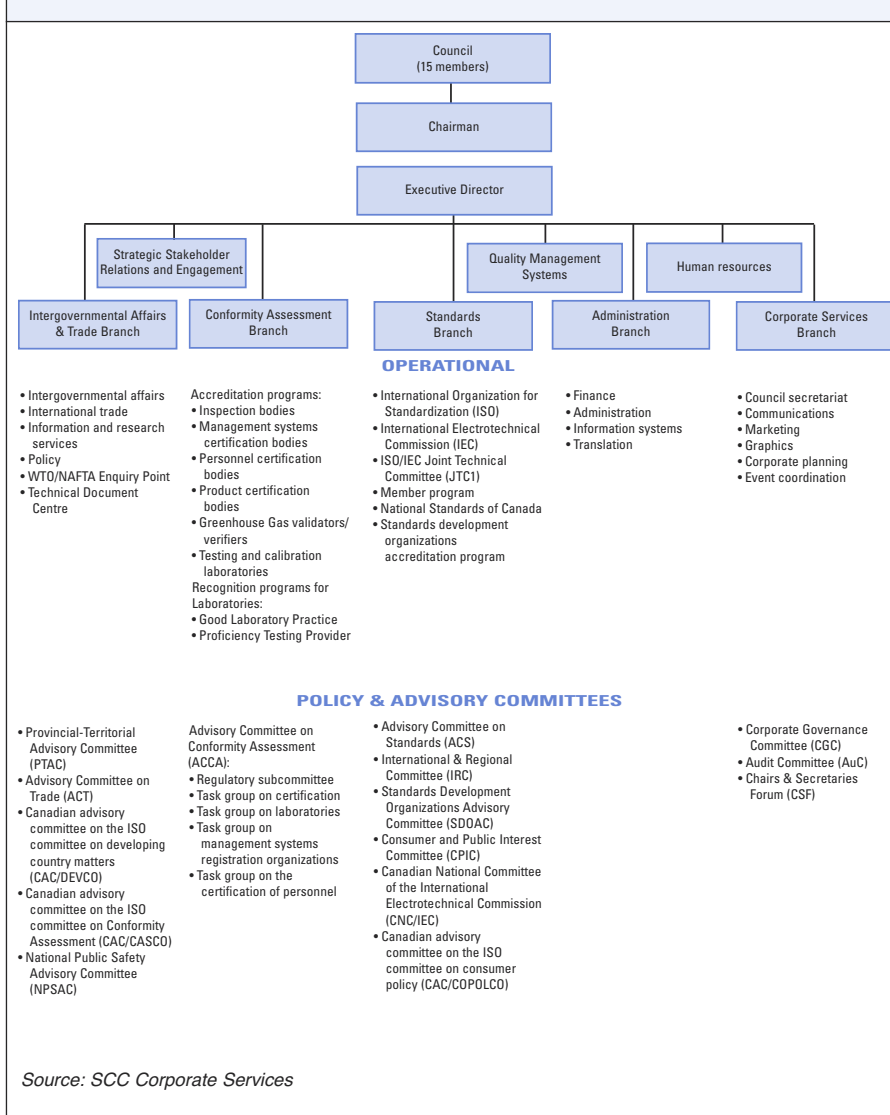 Council
(15 members)
Chairman
Executive Director
Strategic Stakeholder
Relations and Engagement
Quality Management
Systems
Human resources
Intergovernmental Affairs
& Trade Branch
Conformity Assessment
Branch
Standards
Branch
Administration
Branch
Corporate Services
Branch
OPERATIONAL
• Intergovernmental affairs
• International trade
• Information and research
services
• Policy
• WTO/NAFTA Enquiry Point
• Technical Document
Centre
Accreditation programs:
• Inspection bodies
• Management systems
certification bodies
• Personnel certification
bodies
• Product certification
bodies
• Greenhouse Gas validators/
verifiers
• Testing and calibration
laboratories
Recognition programs for
Laboratories:
• Good Laboratory Practice
• Proficiency Testing Provider
• International Organization for
Standardization (ISO)
• International Electrotechnical
Commission (IEC)
• ISO/IEC Joint Technical
Committee (JTC1)
• Member program
• National Standards of Canada
• Standards development
organizations
accreditation program
• Finance
• Administration
• Information systems
• Translation
• Council secretariat
• Communications
• Marketing
• Graphics
• Corporate planning
• Event coordination
POLICY & ADVISORY COMMITTEES
• Provincial-Territorial
Advisory Committee
(PTAC)
• Advisory Committee on
Trade (ACT)
• Canadian advisory
committee on the ISO
committee on developing
country matters
(CAC/DEVCO)
• Canadian advisory
committee on the ISO
committee on Conformity
Assessment (CAC/CASCO)
• National Public Safety
Advisory Committee
(NPSAC)
Advisory Committee on
Conformity Assessment
(ACCA):
• Regulatory subcommittee
• Task group on certification
• Task group on laboratories
• Task group on
management systems
registration organizations
• Task group on the
certification of personnel
• Advisory Committee on
Standards (ACS)
• International & Regional
Committee (IRC)
• Standards Development
Organizations Advisory
Committee (SDOAC)
• Consumer and Public Interest
Committee (CPIC)
• Canadian National Committee
of the International
Electrotechnical Commission
(CNC/IEC)
• Canadian advisory
committee on the ISO
committee on consumer
policy (CAC/COPOLCO)
• Corporate Governance
Committee (CGC)
• Audit Committee (AuC)
• Chairs & Secretaries
Forum (CSF)
Source: SCC Corporate Services